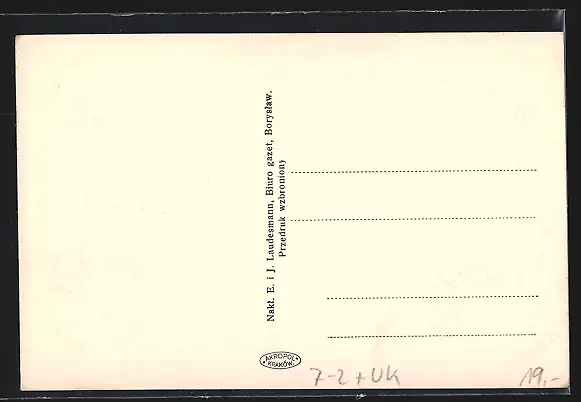 Nakł. E. i J. Laudesmann, Biuro gazet, Borysław.
Przedruk wzbroniony
AKROPOL
KRAKÓW
7-2 + UK
19,-